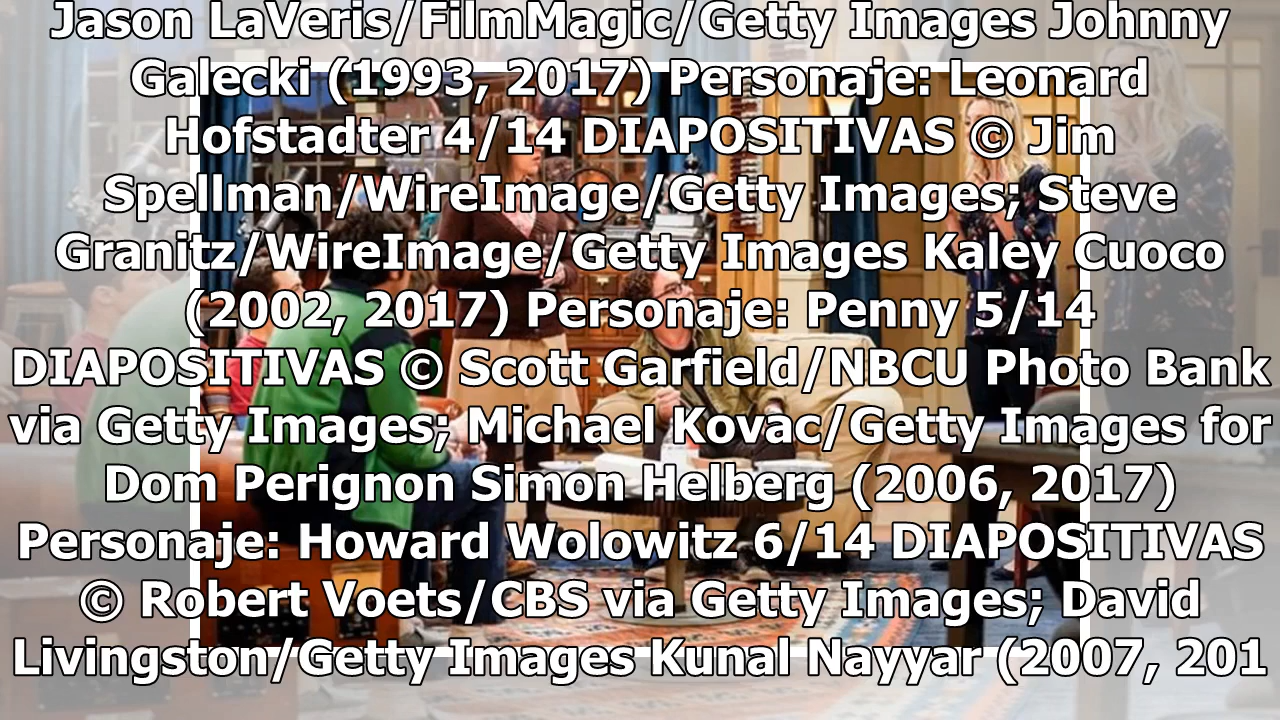 Jason LaVeris/FilmMagic/Getty Images Johnny
Galecki (1993, 2017) Personaje: Leonard
Hofstadter 4/14 DIAPOSITIVAS © Jim
Spellman/WireImage/Getty Images; Steve
Granitz/WireImage/Getty Images Kaley Cuoco
(2002, 2017) Personaje: Penny 5/14
DIAPOSITIVAS © Scott Garfield/NBCU Photo Bank
via Getty Images; Michael Kovac/Getty Images for
Dom Perignon Simon Helberg (2006, 2017)
Personaje: Howard Wolowitz 6/14 DIAPOSITIVAS
© Robert Voets/CBS via Getty Images; David
Livingston/Getty Images Kunal Nayyar (2007, 201